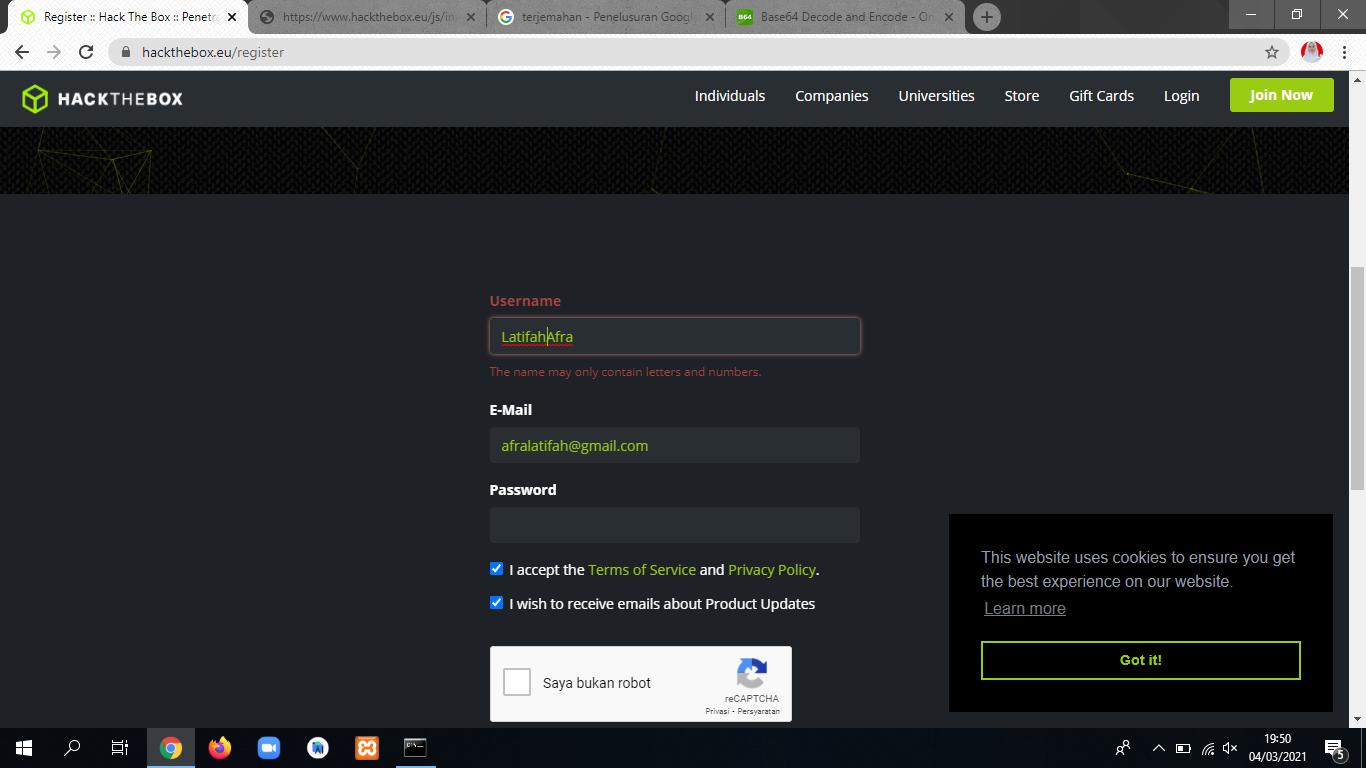 Register :: Hack The Box :: Penetr
https://www.hackthebox.eu/js/in
terjemahan - Penelusuran Googl
B64
Base64 Decode and Encode - On
hackthebox.eu/register
HACKTHEBOX
Individuals
Companies
Universities
Store
Gift Cards
Login
Join Now
Username
LatifahAfra
The name may only contain letters and numbers.
E-Mail
afralatifah@gmail.com
Password
I accept the Terms of Service and Privacy Policy.
I wish to receive emails about Product Updates
Saya bukan robot
reCAPTCHA
Privasi - Persyaratan
This website uses cookies to ensure you get
the best experience on our website.
Learn more
Got it!
19:50
04/03/2021
5